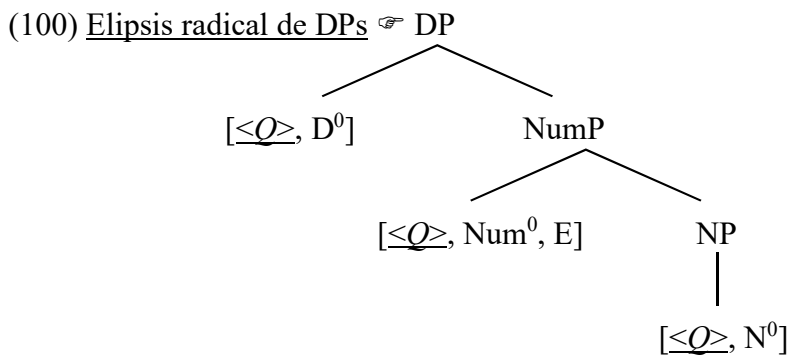 (100) Elipsis radical de DPs ☞ DP
[<Q>, D⁰] NumP
[<Q>, Num⁰, E] NP
[<Q>, N⁰]